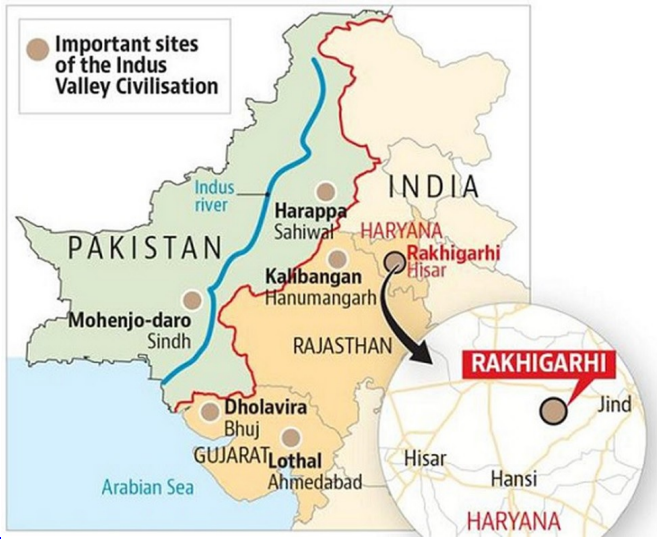 Important sites
of the Indus
Valley Civilisation
Indus
river
INDIA
Harappa
Sahiwal
HARYANA
PAKISTAN
Rakhigarhi
Hisar
Kalibangan
Hanumangarh
Mohenjo-daro
Sindh
RAJASTHAN
RAKHIGARHI
Dholavira
Bhuj
Jind
GUJARAT
Lothal
Ahmedabad
Hisar
Hansi
Arabian Sea
HARYANA